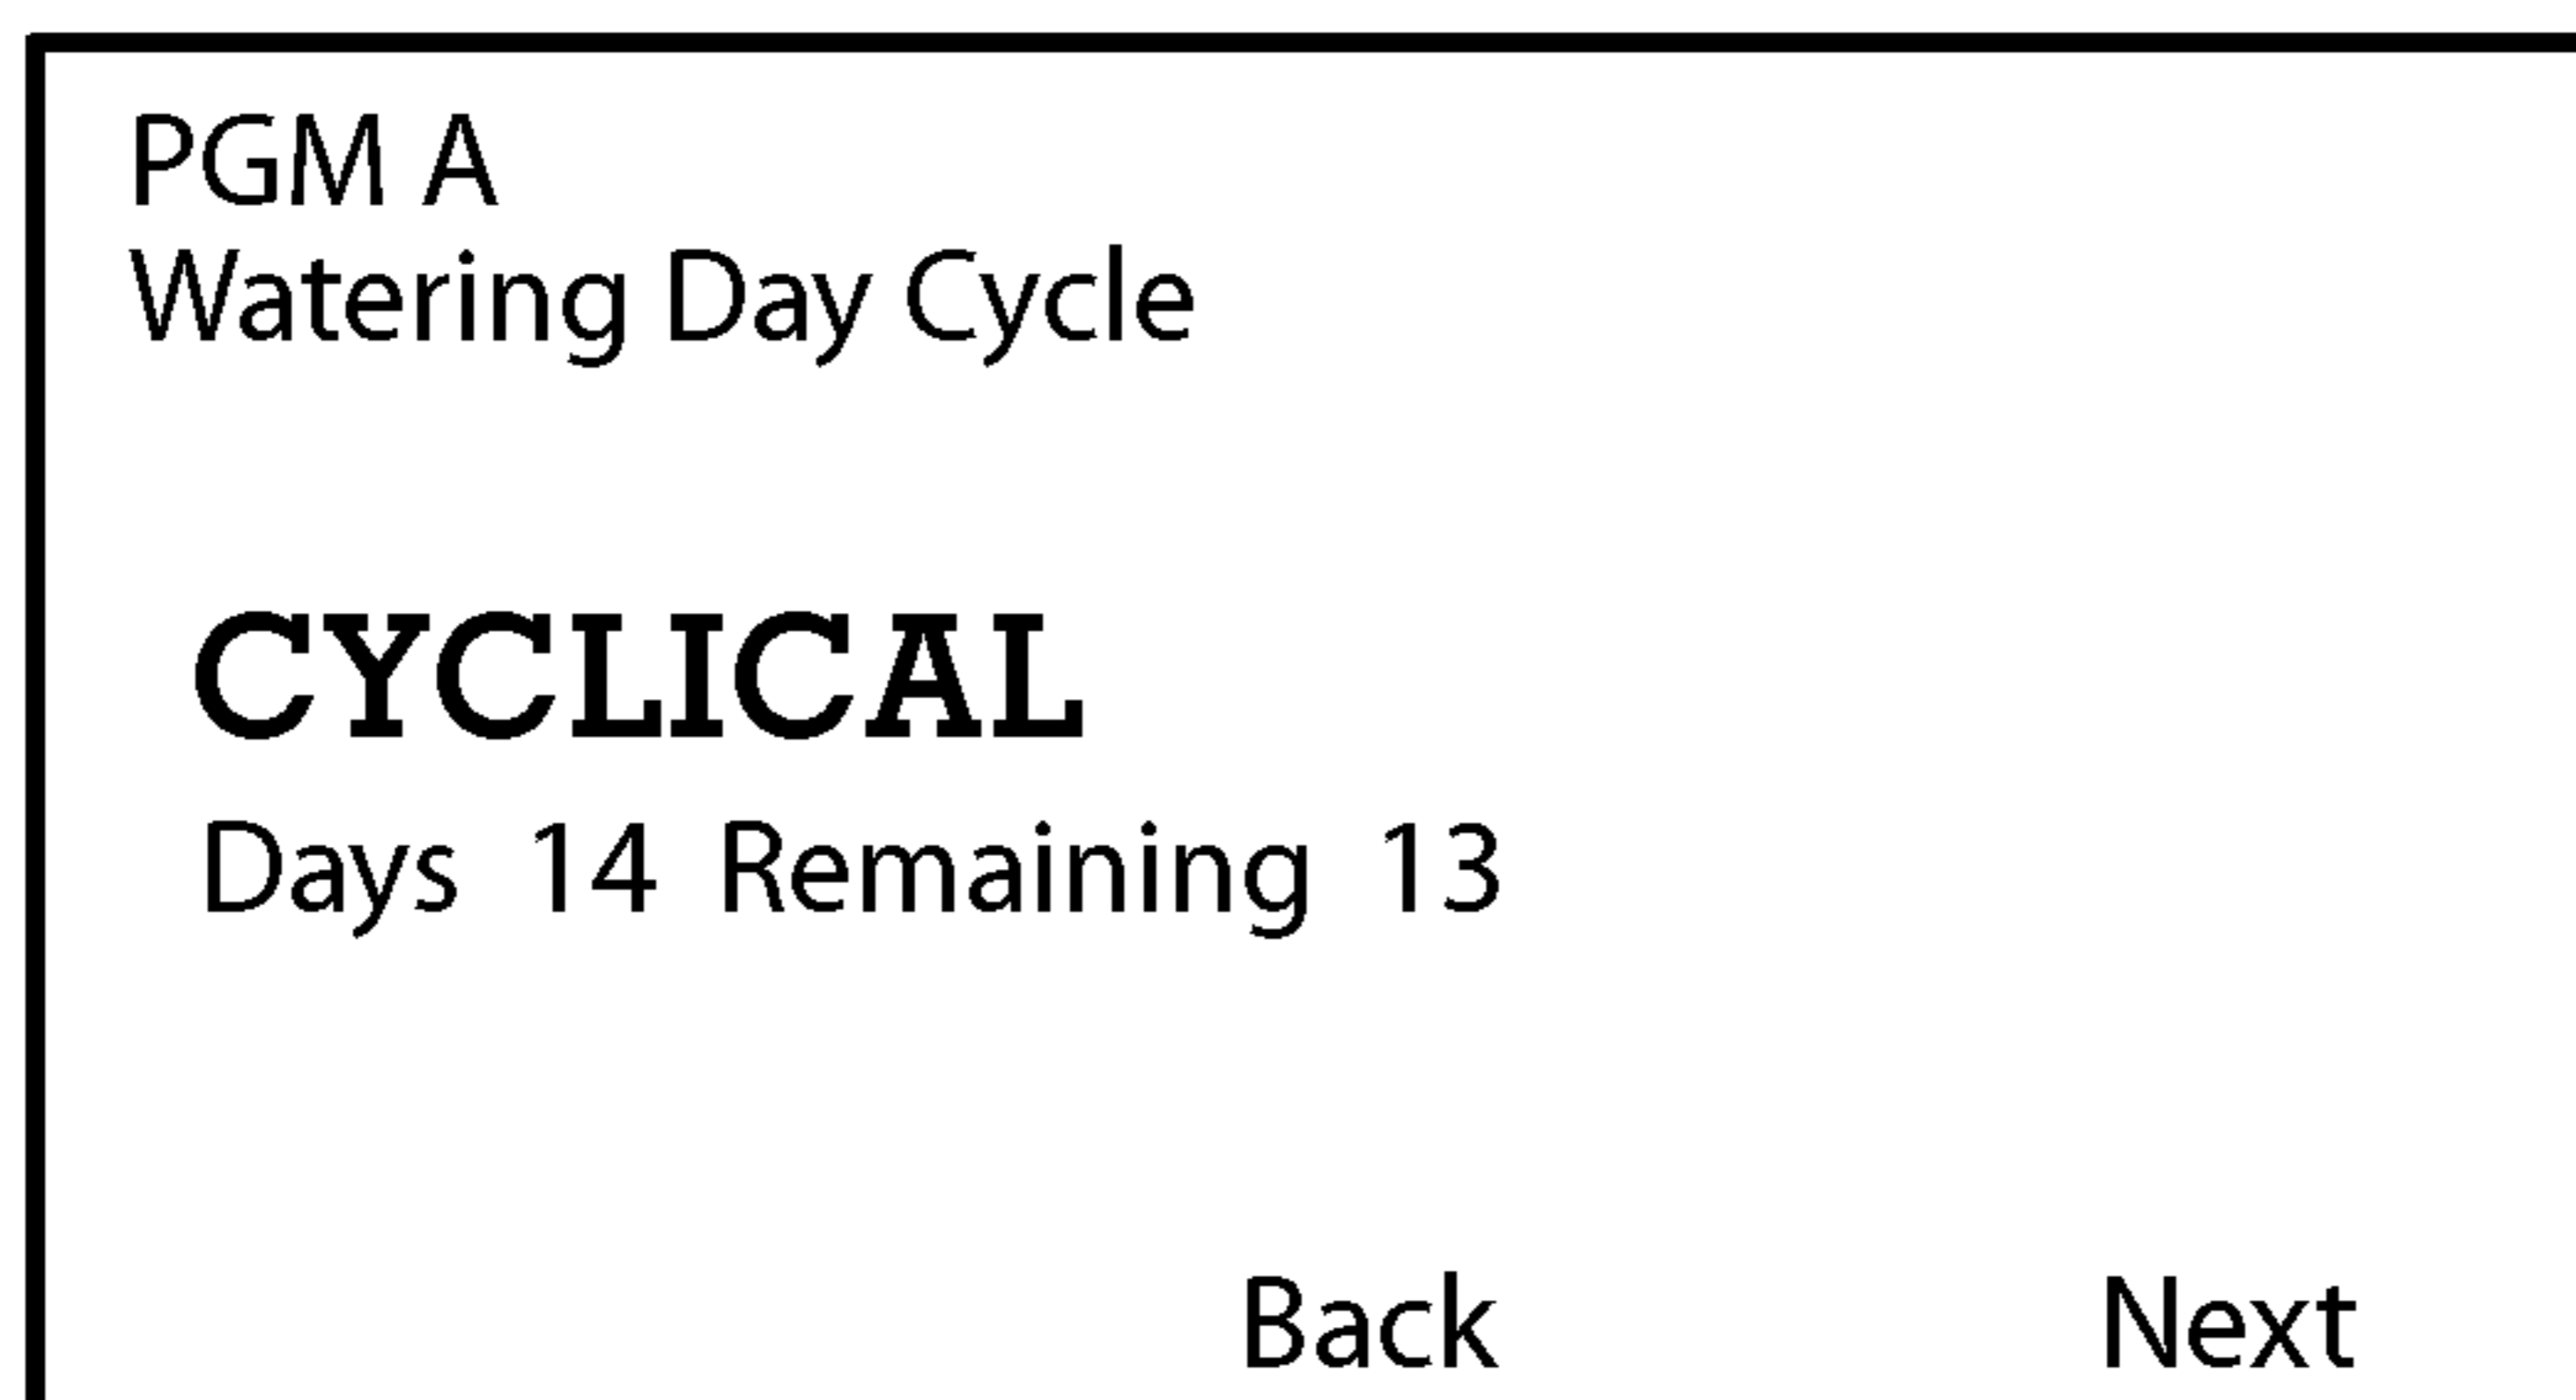 PGM A
Watering Day Cycle
CYCLICAL
Days 14 Remaining 13
Back Next